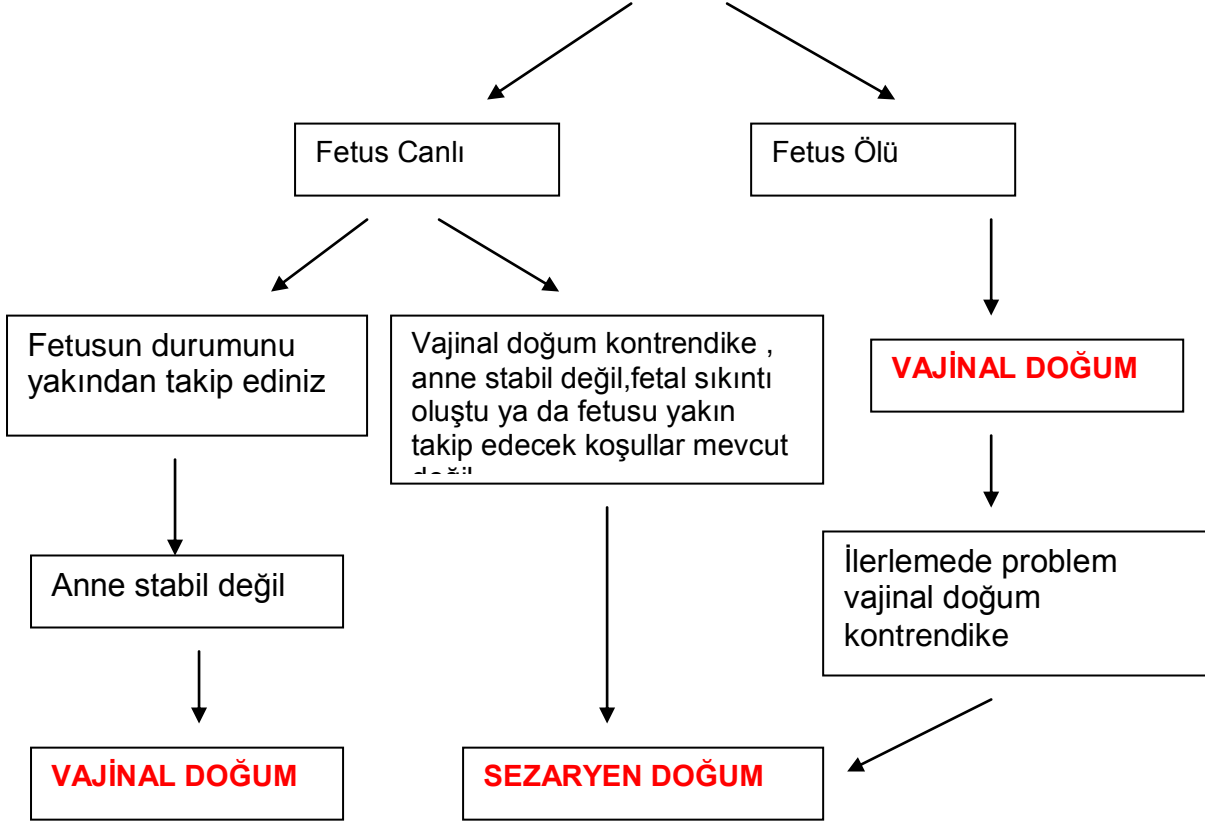 Fetus Canlı
Fetus Ölü
Fetusun durumunu
yakından takip ediniz
Vajinal doğum kontrendike ,
anne stabil değil,fetal sıkıntı
oluştu ya da fetusu yakın
takip edecek koşullar mevcut
VAJİNAL DOĞUM
Anne stabil değil
İlerlemede problem
vajinal doğum
kontrendike
VAJİNAL DOĞUM
SEZARYEN DOĞUM